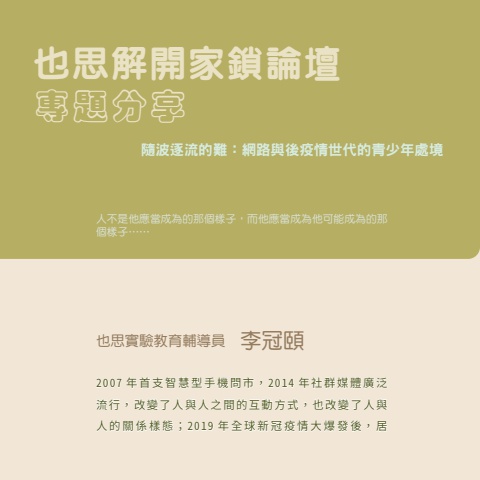 也思解開家鎖論壇
專題分享
隨波逐流的難：網路與後疫情世代的青少年處境
人不是他應當成為的那個樣子，而他應當成為他可能成為的那
個樣子⋯⋯
也思實驗教育輔導員 李冠頤
2007 年首支智慧型手機問市，2014 年社群媒體廣泛
流行，改變了人與人之間的互動方式，也改變了人與
人的關係樣態；2019 年全球新冠疫情大爆發後，居